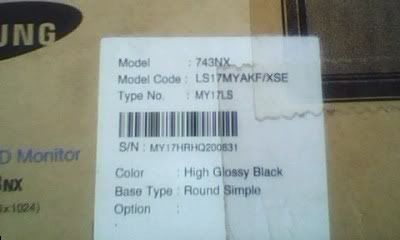 UNG
Model : 743NX
Model Code : LS17MYAKF/XSE
Type No. : MY17LS
S/N : MY17HRHQ200831
D Monitor
Color : High Glossy Black
NX
Base Type : Round Simple
x1024)
Option :